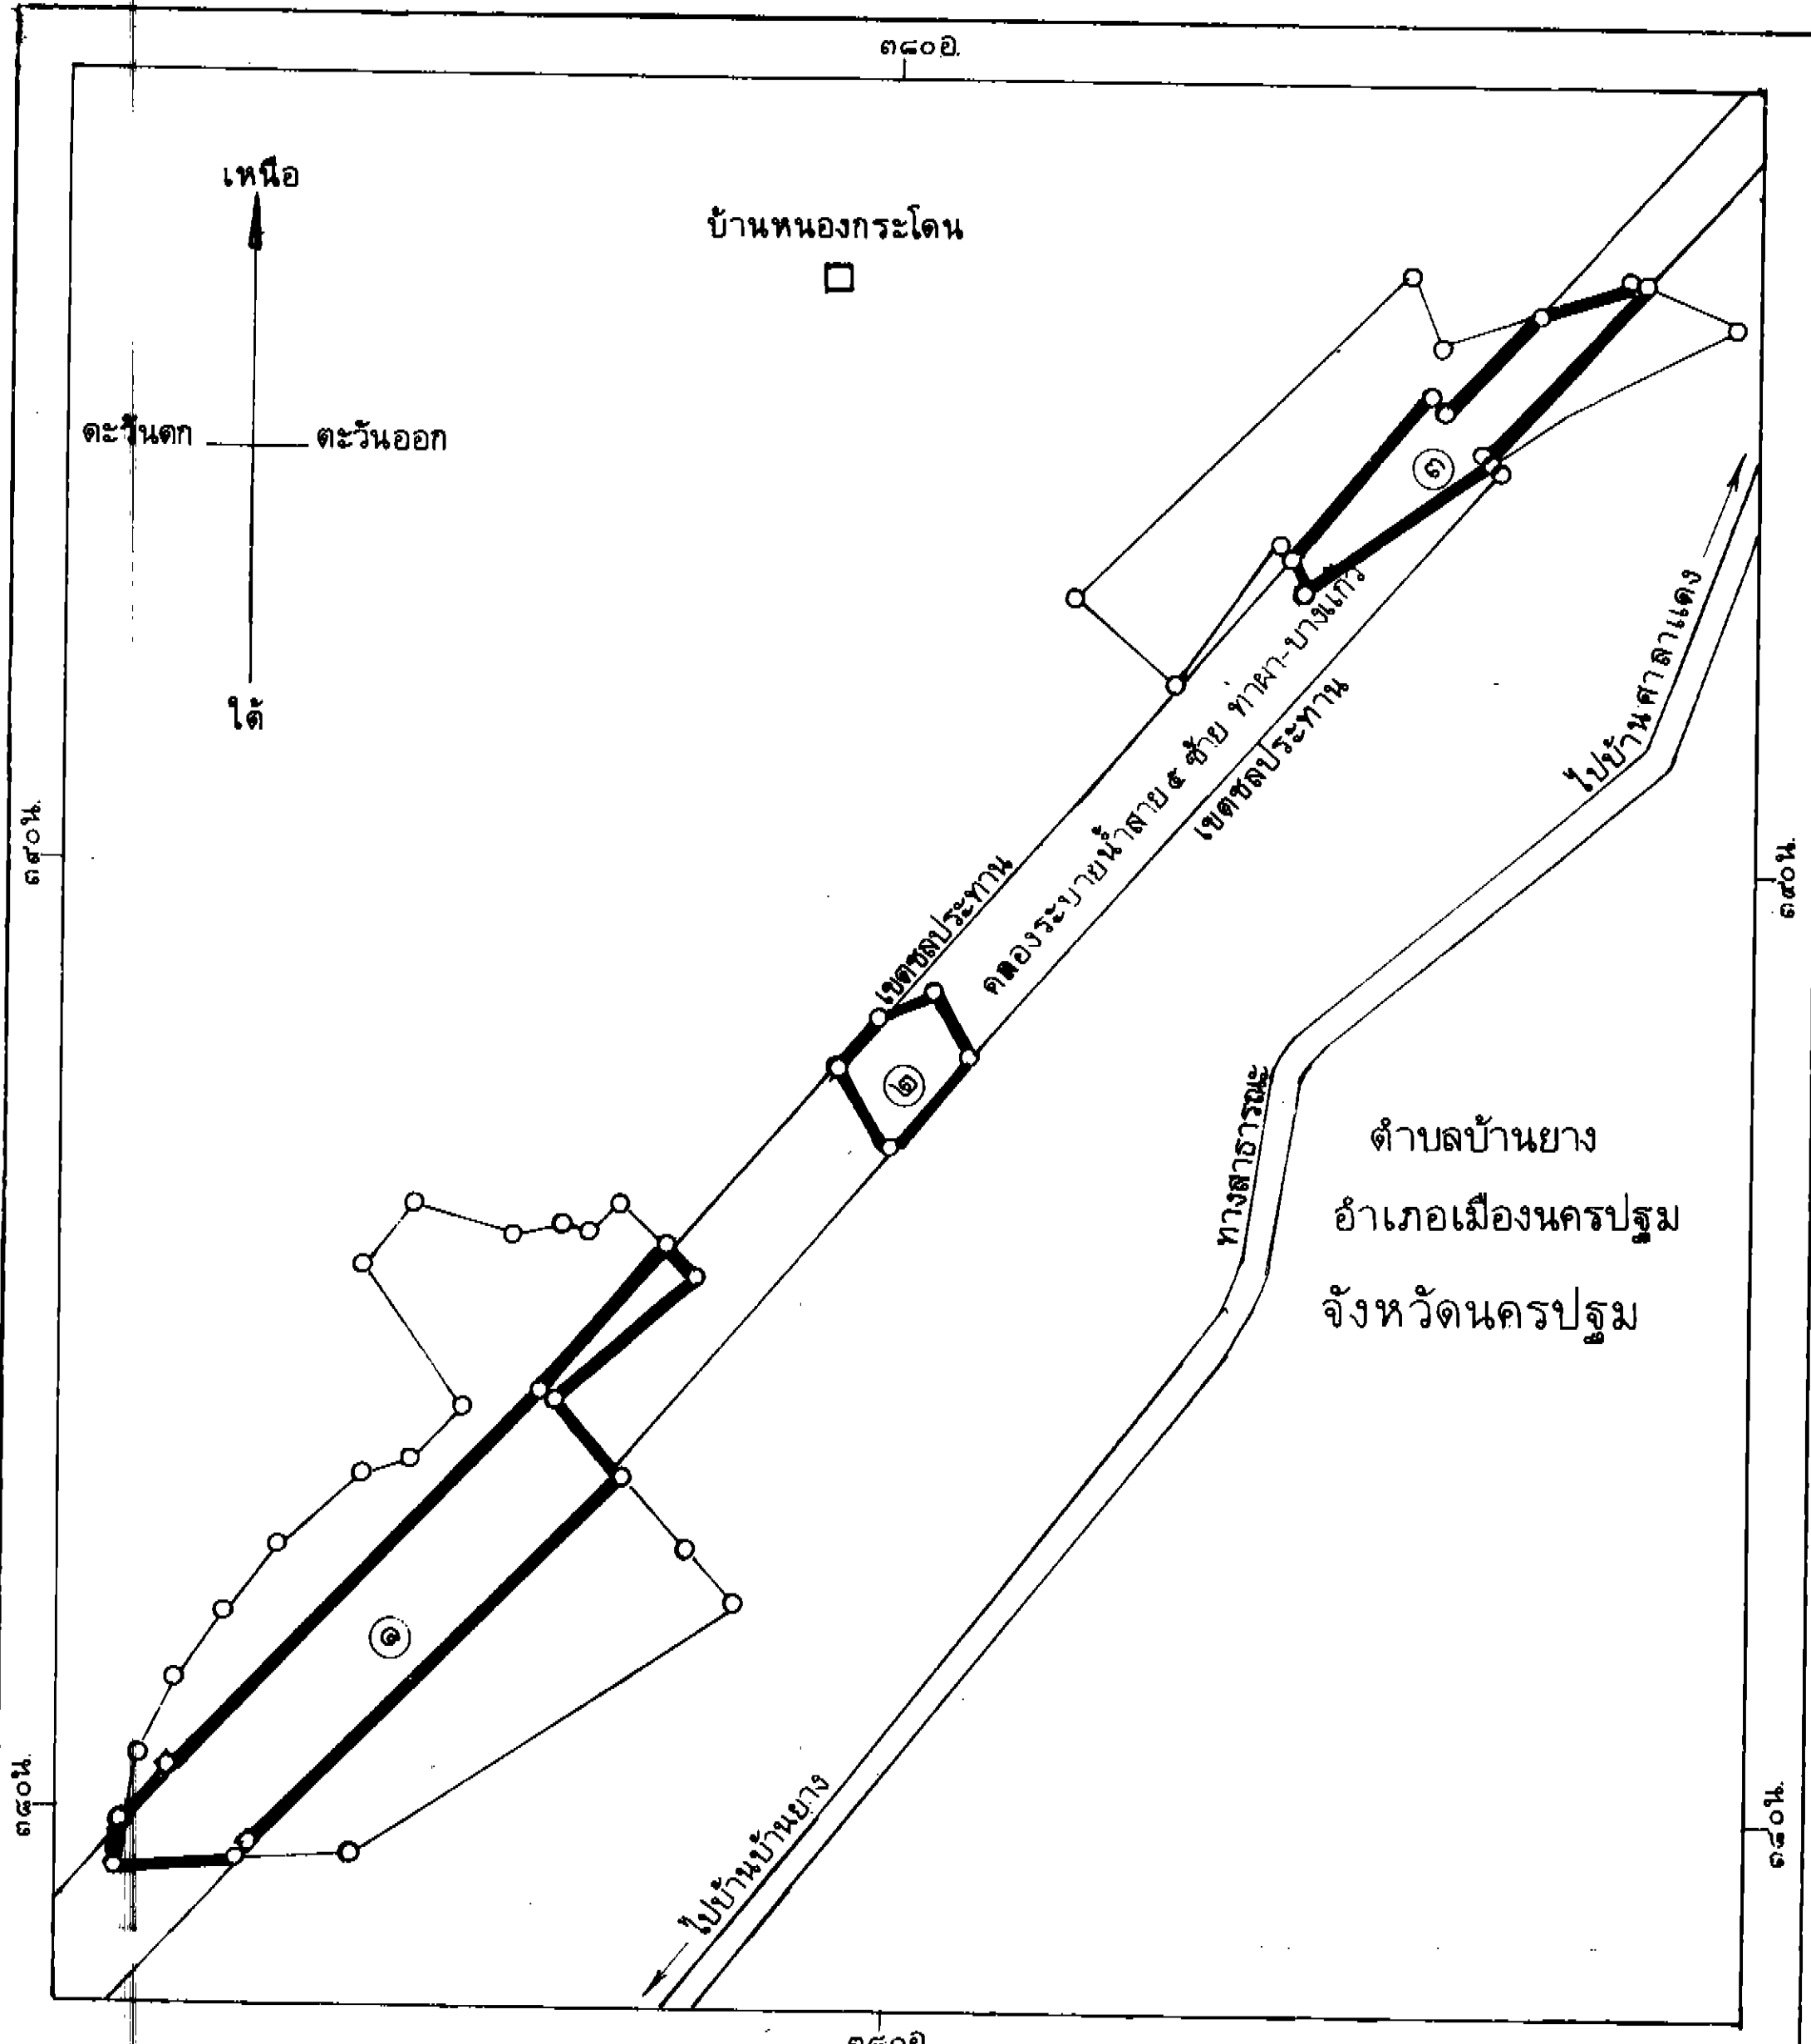 ๓๘๐อ.
เหนือ
บ้านหนองกระโดน
ตะวันตก
ตะวันออก
ใต้
๓
คลองระบายน้ำสาย ๕ ซ้าย ท่าผา-บางแก้ว
เขตชลประทาน
ไปบ้านศาลาแดง
๓๙๐น.
๓๙๐น.
เขตชลประทาน
๒
ทางสาธารณะ
ตำบลบ้านยาง
อำเภอเมืองนครปฐม
จังหวัดนครปฐม
๑
๓๘๐น.
๓๘๐น.
ไปบ้านบ้านยาง
๓๘๐อ.